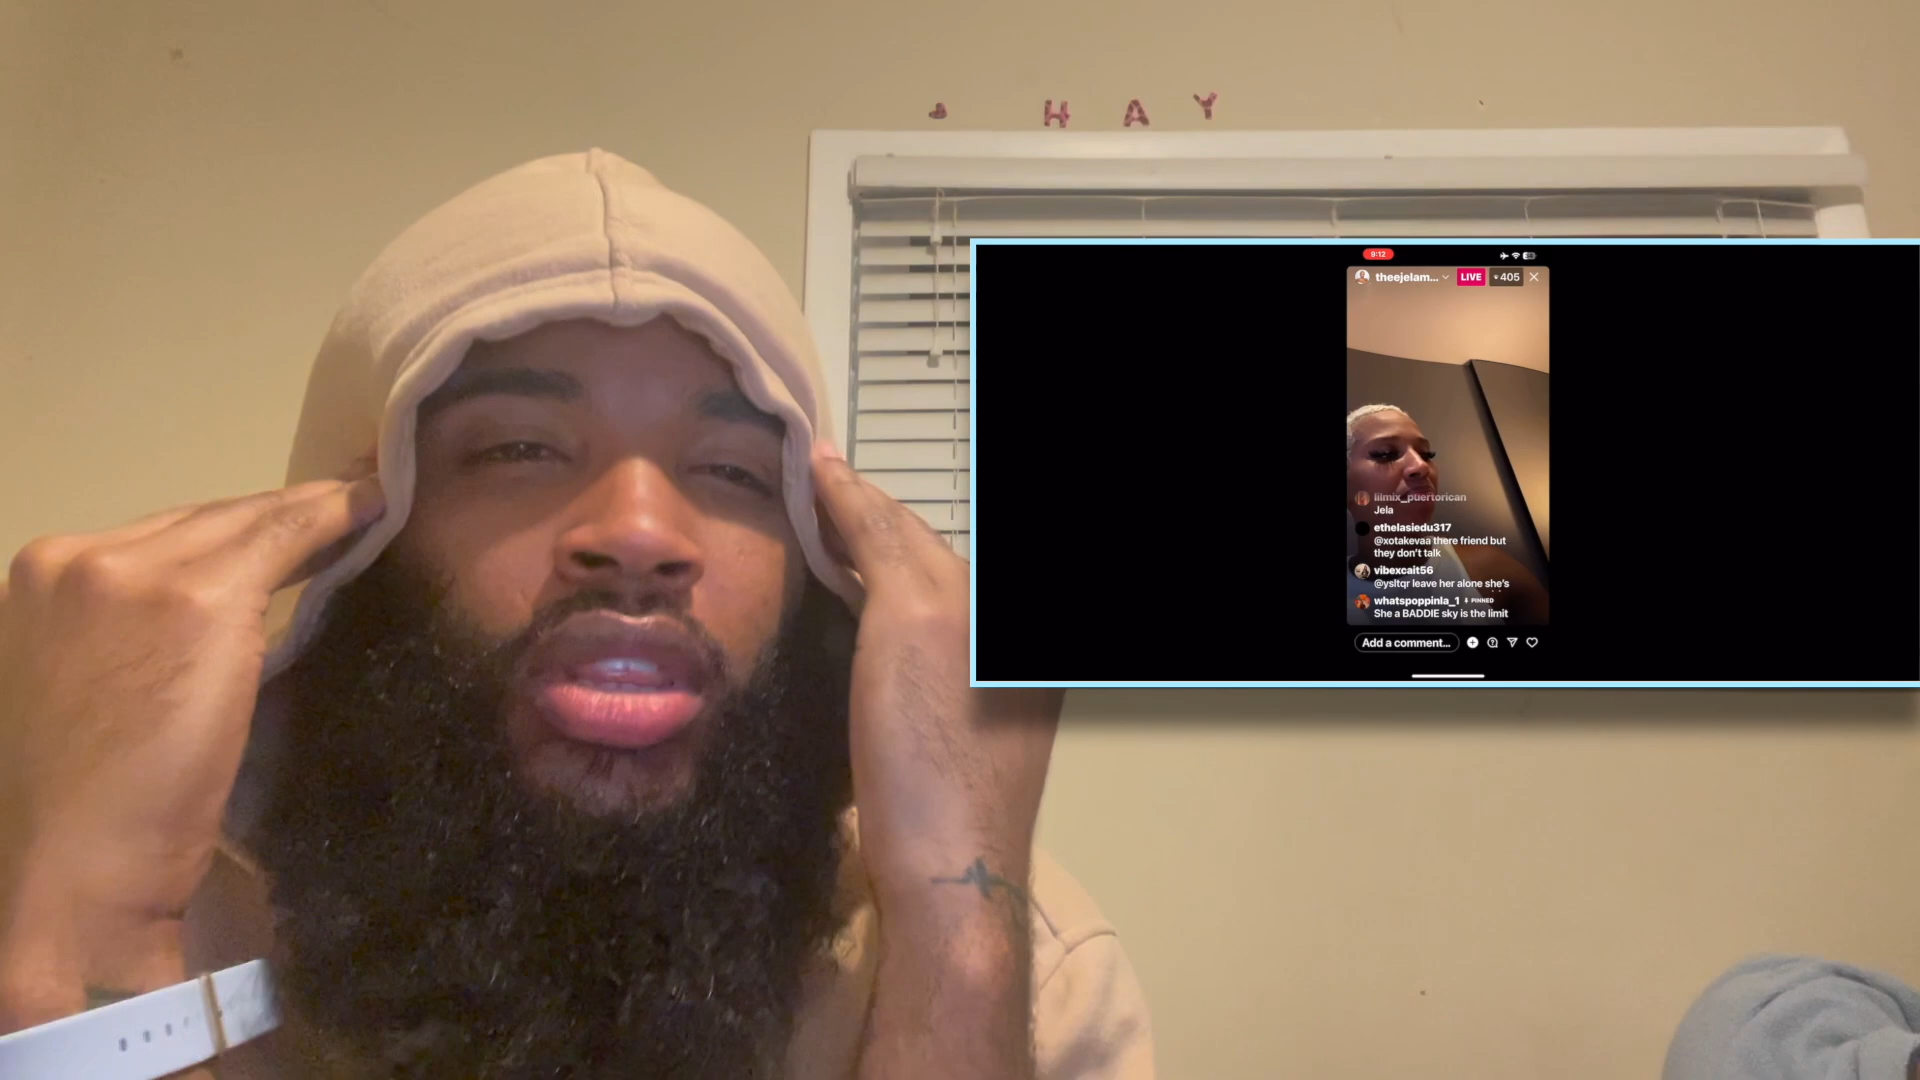 H A Y
9:12
theejelam... LIVE 405
lilmix_puertorican
Jela
ethelasiedu317
@xotakevaa there friend but
they don't talk
vibexcait56
@ysltqr leave her alone she's
whatspoppinla_1 PINNED
She a BADDIE sky is the limit
Add a comment...